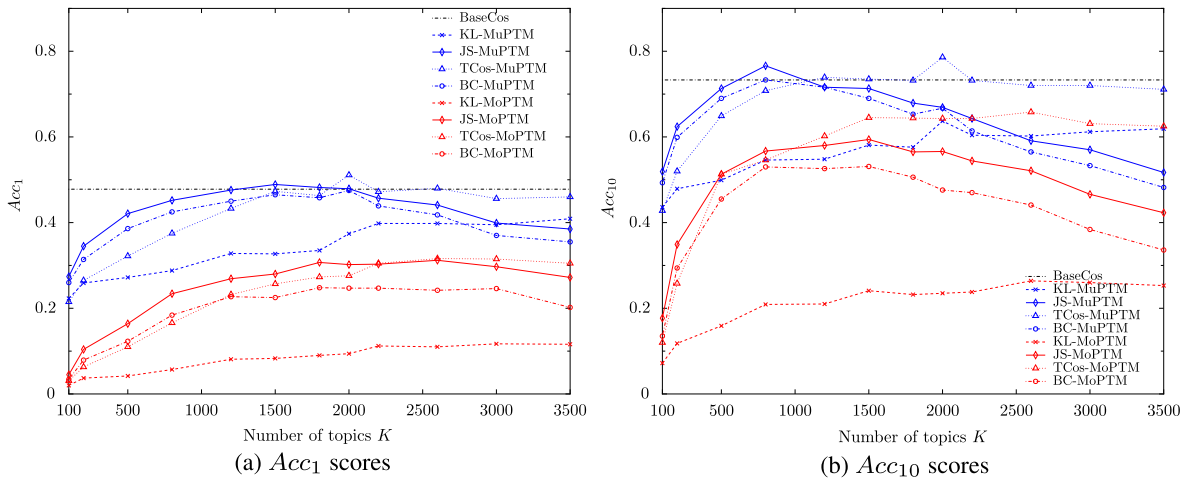 0.8
0.6
0.4
0.2
0
Acc1
100
500
1000
1500
2000
2500
3000
3500
Number of topics K
BaseCos
KL-MuPTM
JS-MuPTM
TCos-MuPTM
BC-MuPTM
KL-MoPTM
JS-MoPTM
TCos-MoPTM
BC-MoPTM
(a) Acc1 scores
0.8
0.6
0.4
0.2
0
Acc10
100
500
1000
1500
2000
2500
3000
3500
Number of topics K
BaseCos
KL-MuPTM
JS-MuPTM
TCos-MuPTM
BC-MuPTM
KL-MoPTM
JS-MoPTM
TCos-MoPTM
BC-MoPTM
(b) Acc10 scores